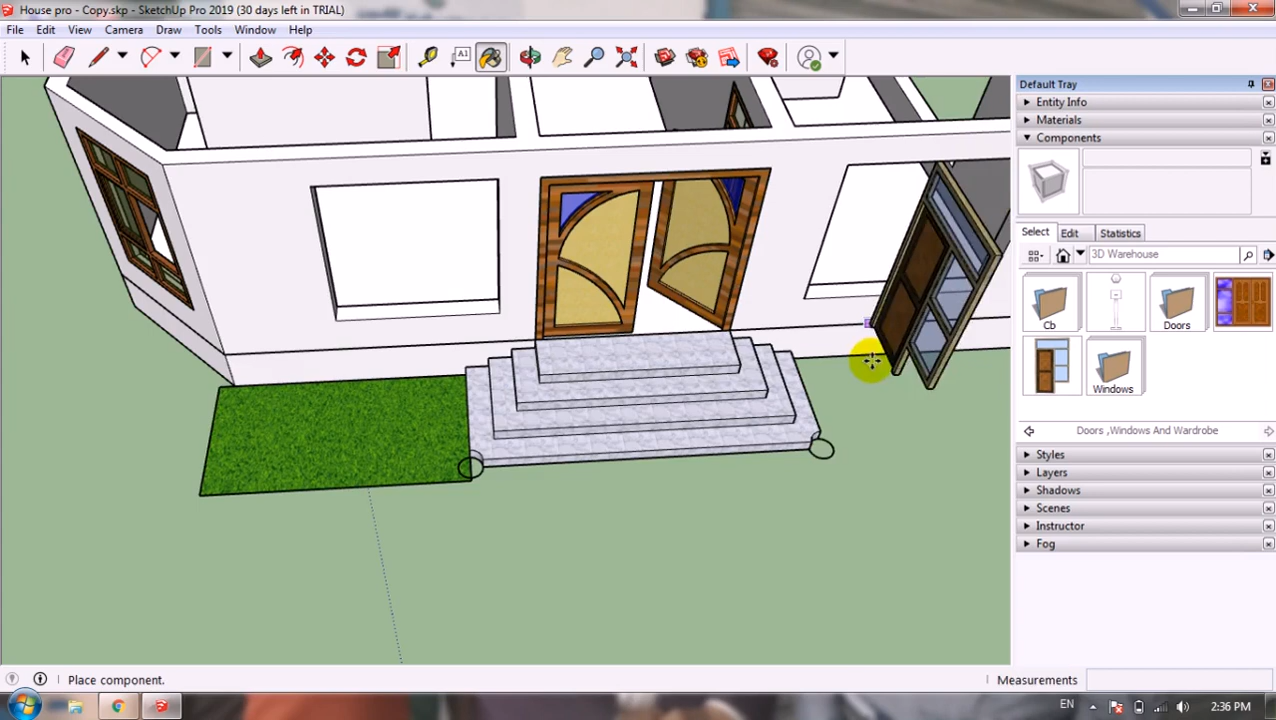 House pro - Copy.skp - SketchUp Pro 2019 (30 days left in TRIAL)
File Edit View Camera Draw Tools Window Help
A1
Default Tray
Entity Info
Materials
Components
Select Edit Statistics
3D Warehouse
Cb
Doors
Windows
Doors ,Windows And Wardrobe
Styles
Layers
Shadows
Scenes
Instructor
Fog
Place component.
Measurements
EN
2:36 PM